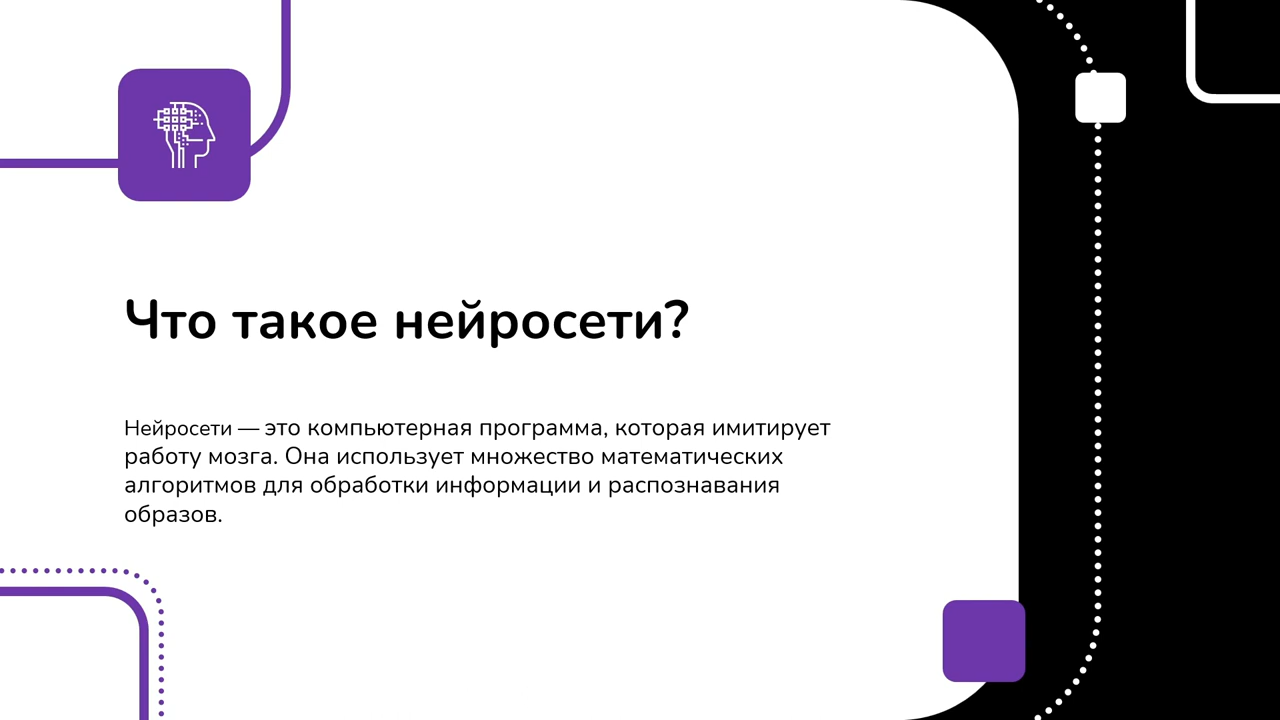 Что такое нейросети?
Нейросети — это компьютерная программа, которая имитирует
работу мозга. Она использует множество математических
алгоритмов для обработки информации и распознавания
образов.